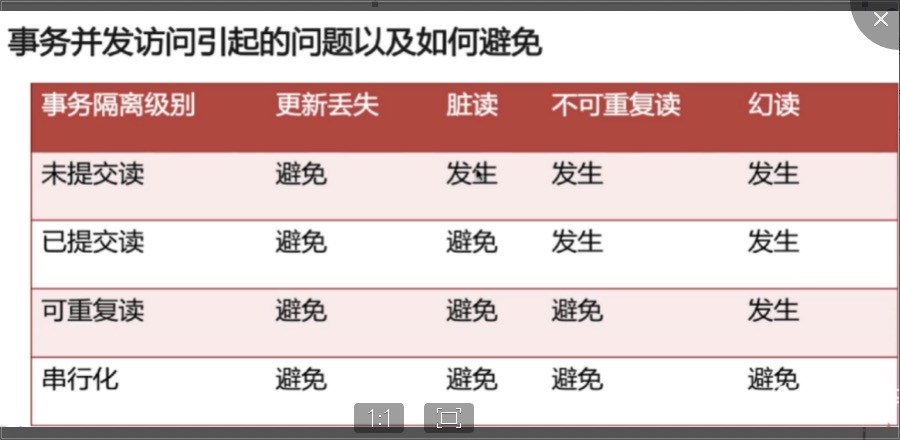 事务并发访问引起的问题以及如何避免
事务隔离级别 更新丢失 脏读 不可重复读 幻读
未提交读 避免 发生 发生 发生
已提交读 避免 避免 发生 发生
可重复读 避免 避免 避免 发生
串行化 避免 避免 避免 避免
1:1